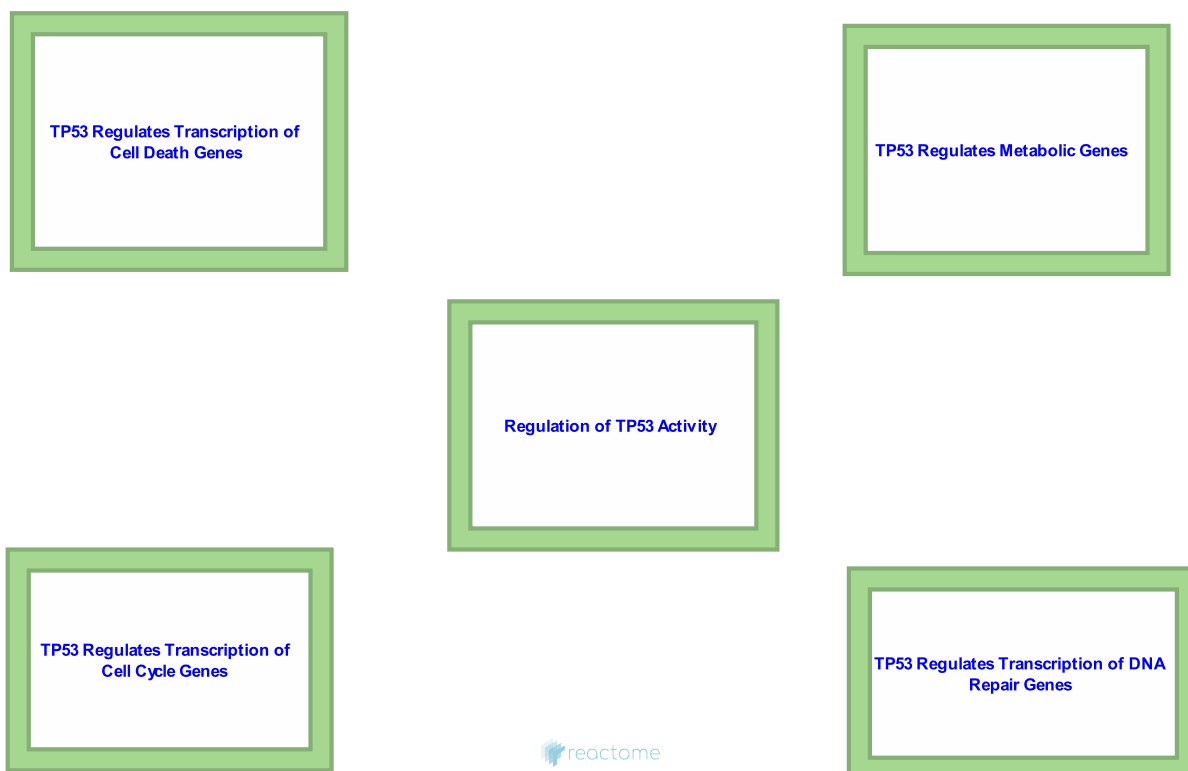 TP53 Regulates Transcription of
Cell Death Genes
TP53 Regulates Metabolic Genes
Regulation of TP53 Activity
TP53 Regulates Transcription of
Cell Cycle Genes
TP53 Regulates Transcription of DNA
Repair Genes
reactome